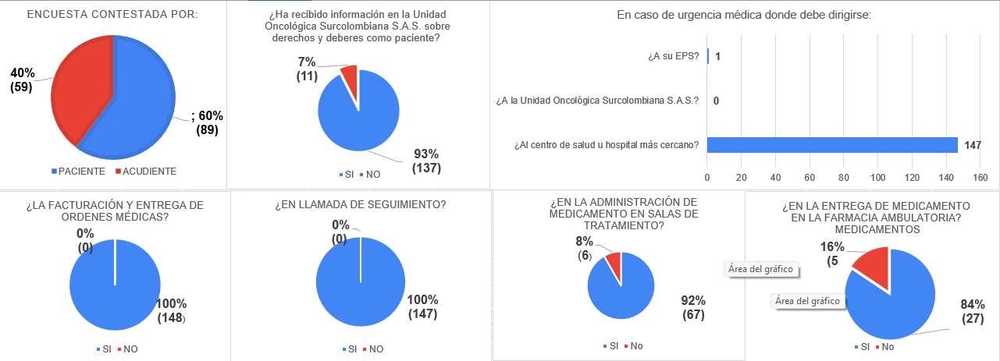 ENCUESTA CONTESTADA POR:
40%
(59)
; 60%
(89)
PACIENTE ACUDIENTE
¿Ha recibido información en la Unidad
Oncológica Surcolombiana S.A.S. sobre
derechos y deberes como paciente?
7%
(11)
93%
(137)
SI NO
En caso de urgencia médica donde debe dirigirse:
¿A su EPS? 1
¿A la Unidad Oncológica Surcolombiana S.A.S.? 0
¿Al centro de salud u hospital más cercano? 147
0 20 40 60 80 100 120 140 160
¿LA FACTURACIÓN Y ENTREGA DE
ORDENES MÉDICAS?
0%
(0)
100%
(148)
SI NO
¿EN LLAMADA DE SEGUIMIENTO?
0%
(0)
100%
(147)
SI NO
¿EN LA ADMINISTRACIÓN DE
MEDICAMENTO EN SALAS DE
TRATAMIENTO?
8%
(6)
92%
(67)
SI No
¿EN LA ENTREGA DE MEDICAMENTO
EN LA FARMACIA AMBULATORIA?
MEDICAMENTOS
16%
(5
Área del gráfico
Área del gráfico
84%
(27)
SI No